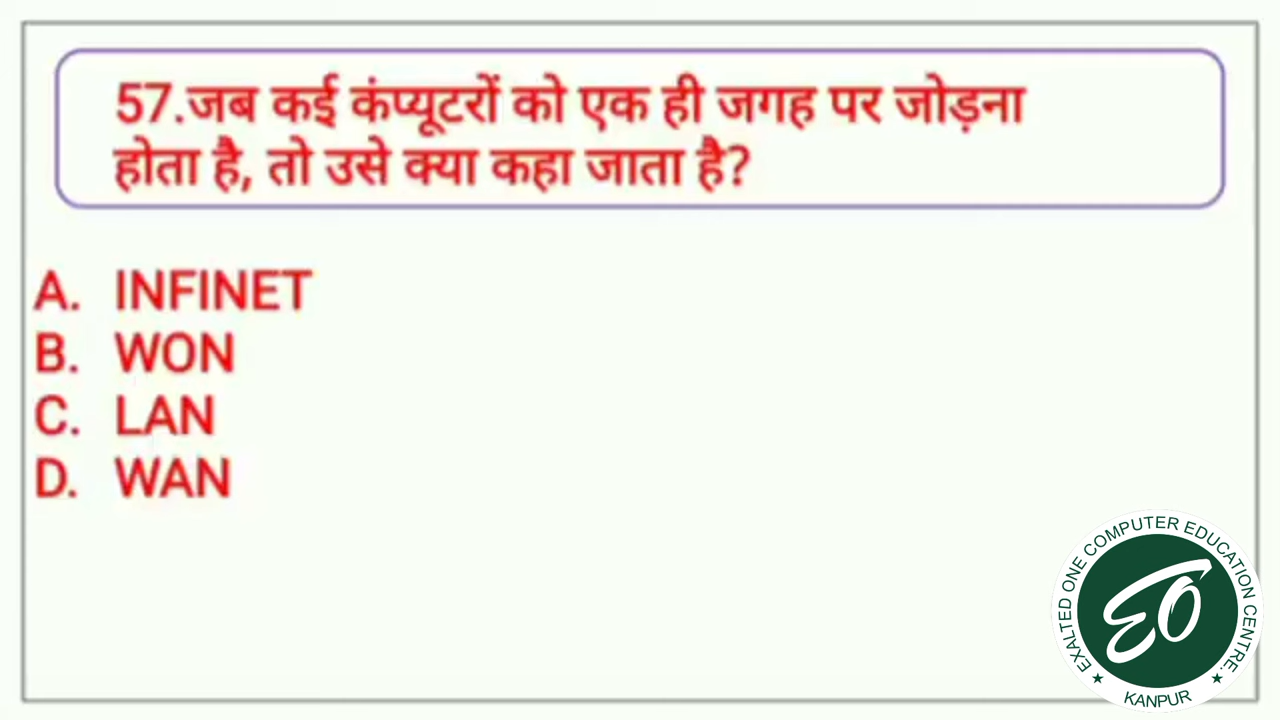 57.जब कई कंप्यूटरों को एक ही जगह पर जोड़ना
होता है, तो उसे क्या कहा जाता है?
A. INFINET
B. WON
C. LAN
D. WAN
EXALTED ONE COMPUTER EDUCATION CENTRE.
EO
★ KANPUR ★